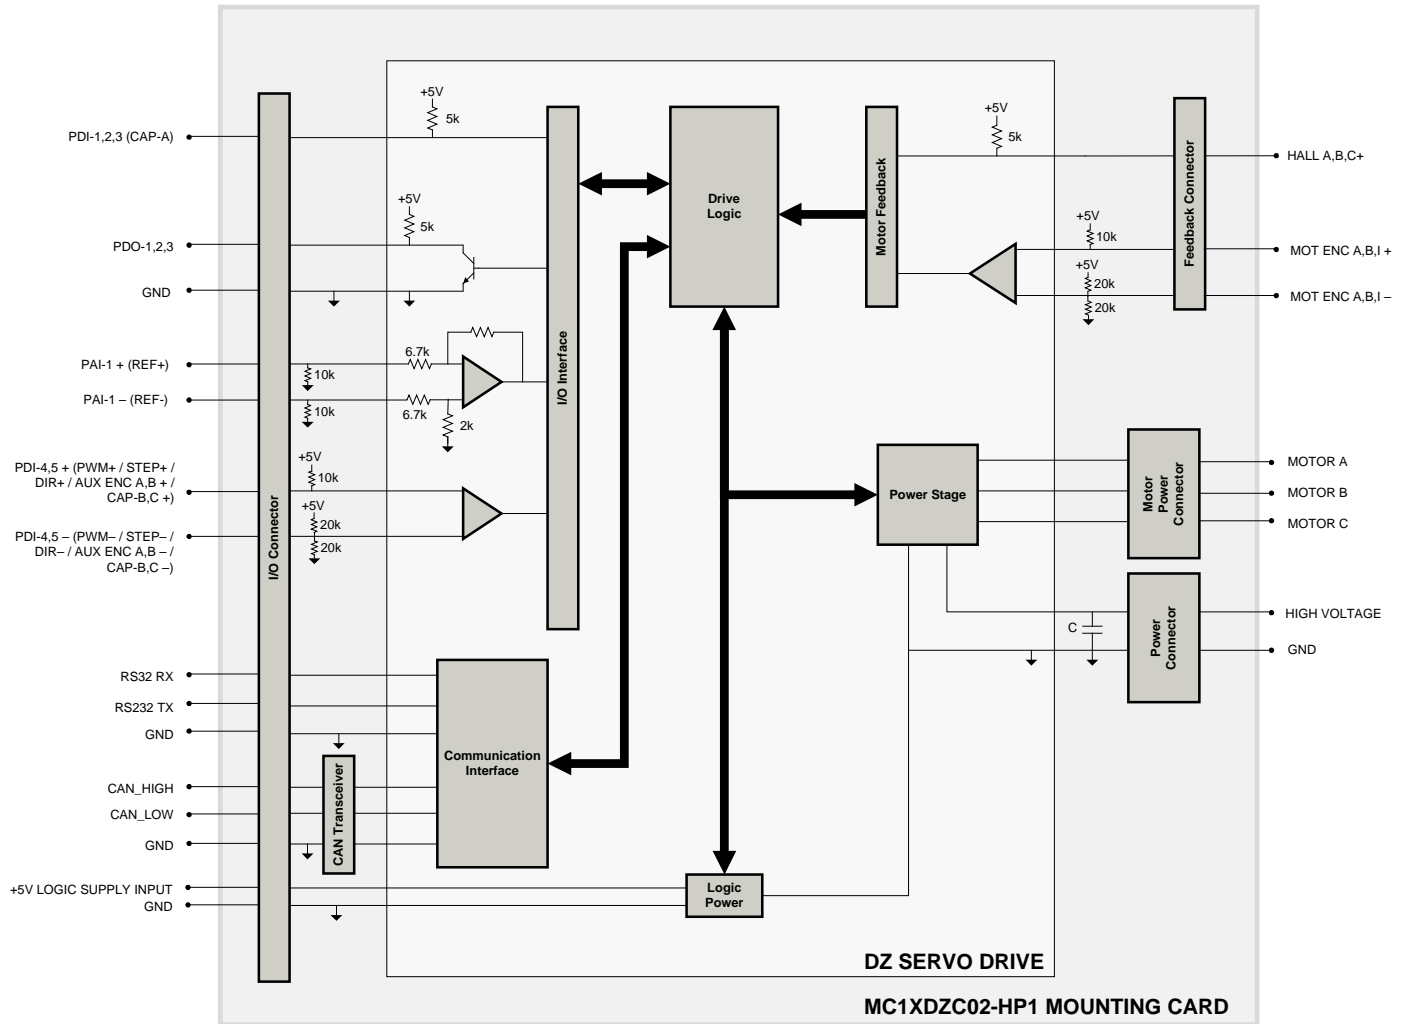 PDI-1,2,3 (CAP-A)
PDO-1,2,3
GND
PAI-1 + (REF+)
PAI-1 – (REF-)
PDI-4,5 + (PWM+ / STEP+ /
DIR+ / AUX ENC A,B + /
CAP-B,C +)
PDI-4,5 – (PWM– / STEP– /
DIR– / AUX ENC A,B – /
CAP-B,C –)
RS32 RX
RS232 TX
GND
CAN_HIGH
CAN_LOW
GND
+5V LOGIC SUPPLY INPUT
GND
I/O Connector
+5V
5k
+5V
5k
6.7k
10k
10k
6.7k
2k
+5V
10k
+5V
20k
20k
I/O Interface
CAN Transceiver
Communication
Interface
Drive
Logic
Motor Feedback
+5V
5k
+5V
10k
+5V
20k
20k
Feedback Connector
HALL A,B,C+
MOT ENC A,B,I +
MOT ENC A,B,I –
Power Stage
Motor
Power
Connector
MOTOR A
MOTOR B
MOTOR C
C
Power
Connector
HIGH VOLTAGE
GND
Logic
Power
DZ SERVO DRIVE
MC1XDZC02-HP1 MOUNTING CARD